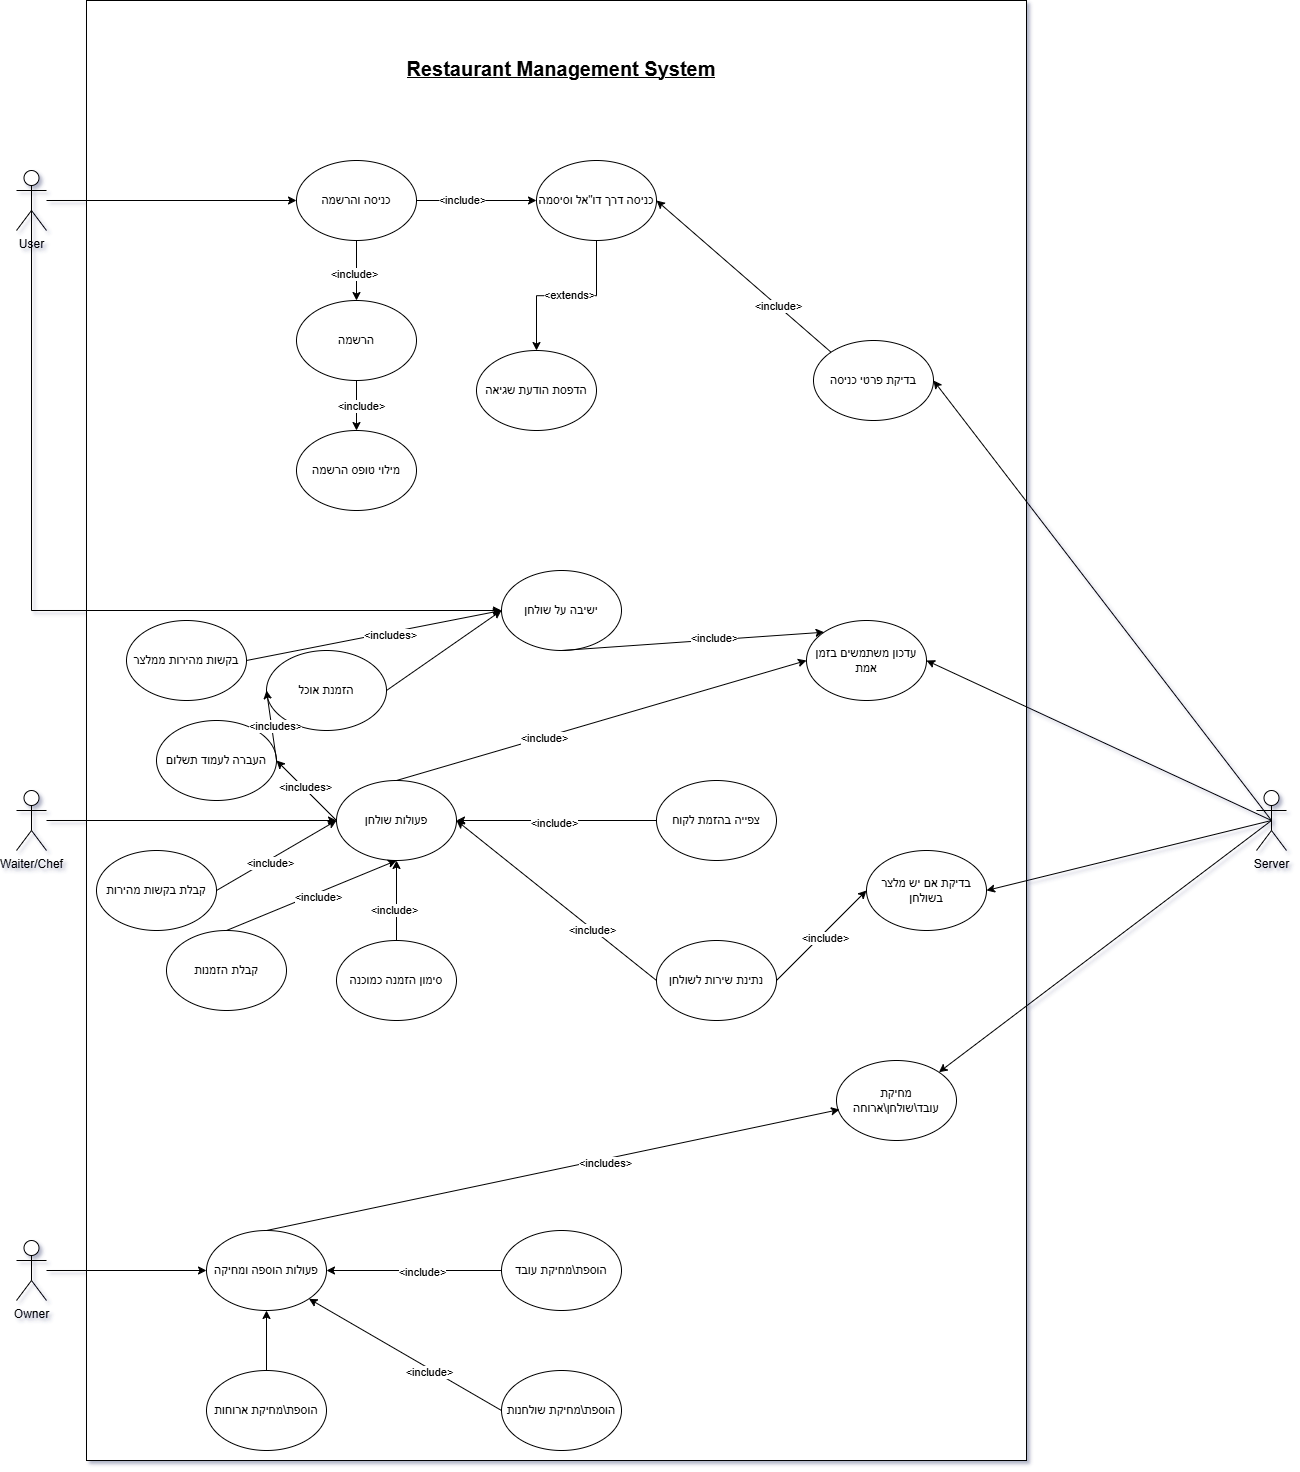 Restaurant Management System
User
כניסה והרשמה
<include>
כניסה דרך דו"אל וסיסמה
<include>
<extends>
<include>
הרשמה
בדיקת פרטי כניסה
הדפסת הודעת שגיאה
<include>
מילוי טופס הרשמה
ישיבה על שולחן
<includes>
<include>
בקשות מהירות ממלצר
עדכון משתמשים בזמן
אמת
הזמנת אוכל
<includes>
<include>
העברה לעמוד תשלום
<includes>
פעולות שולחן
<include>
צפייה בהזמת לקוח
Waiter/Chef
Server
<include>
קבלת בקשות מהירות
בדיקת אם יש מלצר
בשולחן
<include>
<include>
<include>
<include>
קבלת הזמנות
סימון הזמנה כמוכנה
נתינת שירות לשולחן
מחיקת
עובד\שולחן\ארוחה
<includes>
פעולות הוספה ומחיקה
<include>
הוספת\מחיקת עובד
Owner
<include>
הוספת\מחיקת ארוחות
הוספת\מחיקת שולחנות